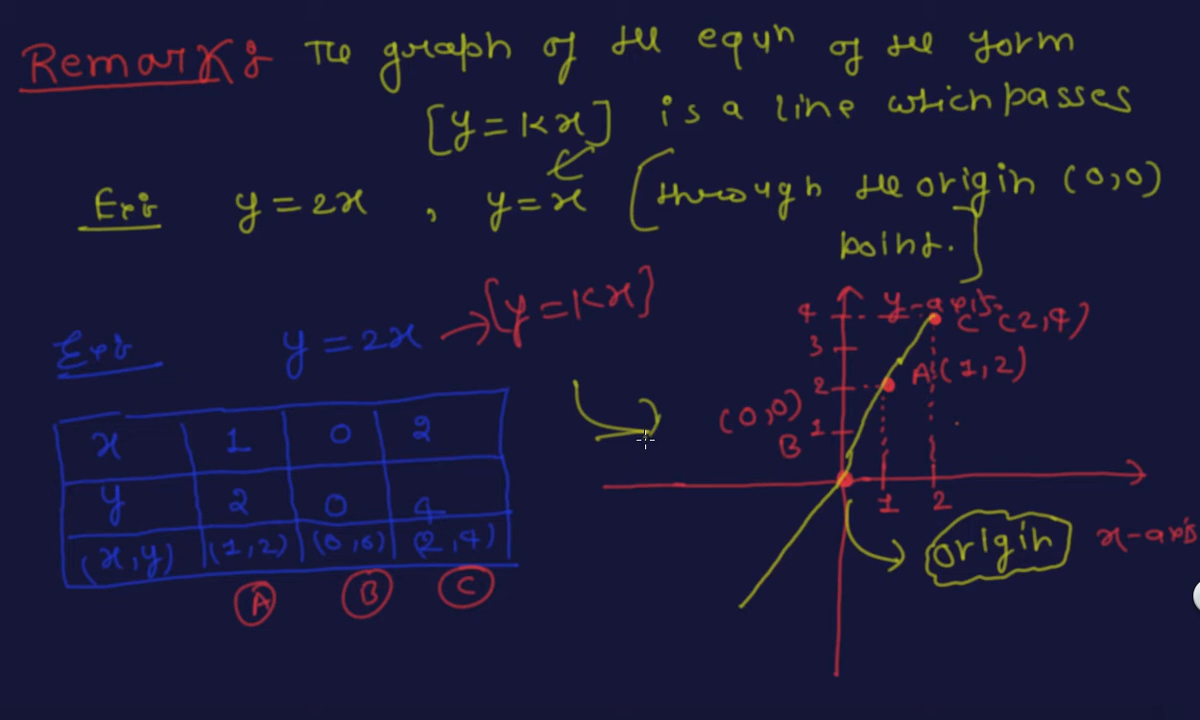 Remarks The graph of the equn of the form
[y=kx] is a line which passes
Ex:- y=2x , y=x (through the origin (0,0)
point.]
Ex:- y=2x → [y=kx]
x 1 0 2
y 2 0 4
(x,y) (1,2) (0,0) (2,4)
A B C
y-axis
4 C (2,4)
3
2 A (1,2)
(0,0)
B 1
1 2
origin x-axis